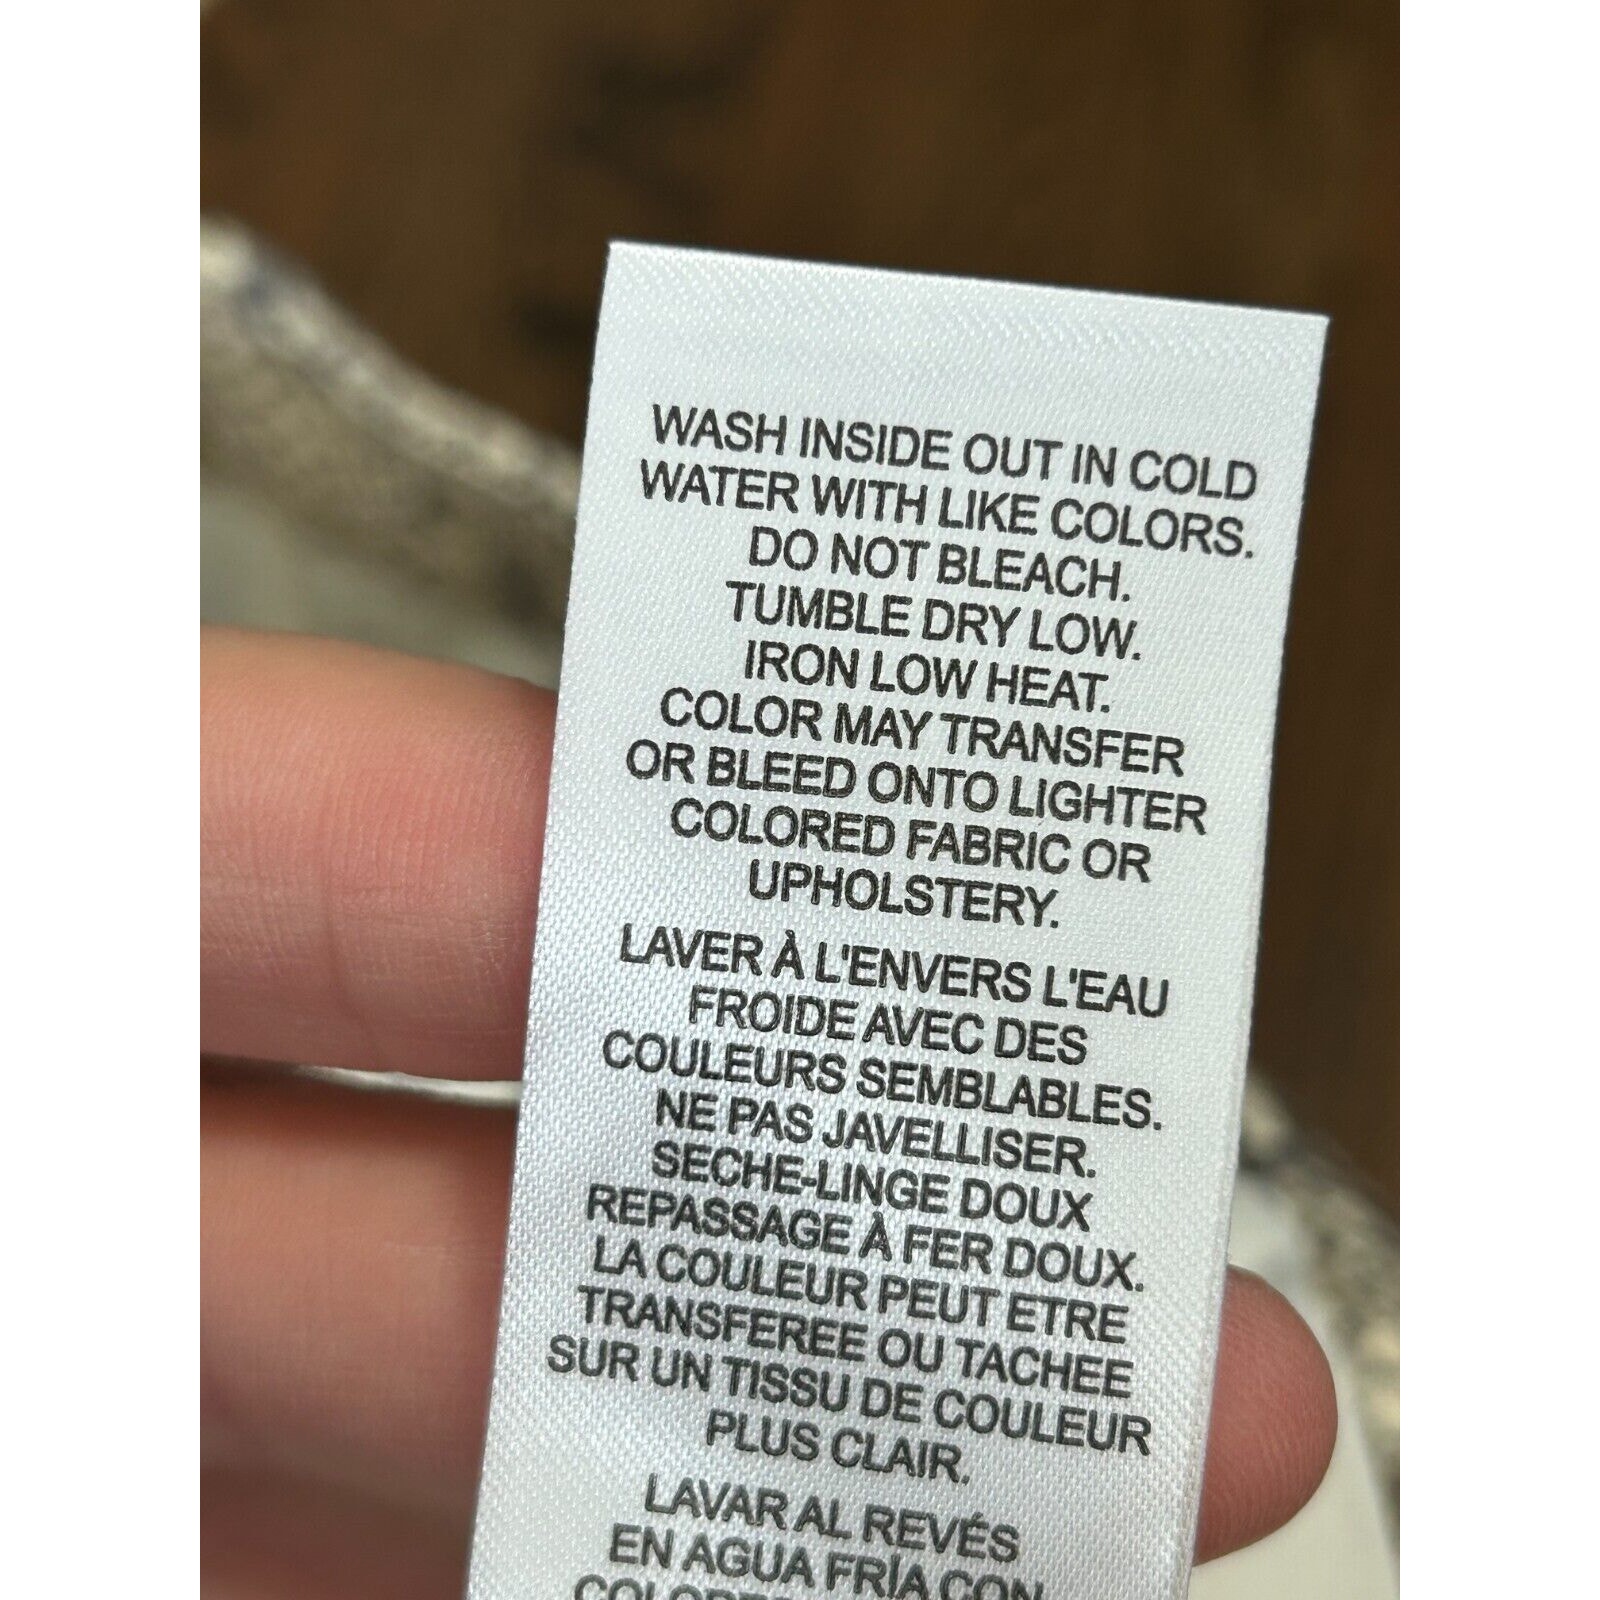 WASH INSIDE OUT IN COLD
WATER WITH LIKE COLORS.
DO NOT BLEACH.
TUMBLE DRY LOW.
IRON LOW HEAT.
COLOR MAY TRANSFER
OR BLEED ONTO LIGHTER
COLORED FABRIC OR
UPHOLSTERY.
LAVER À L'ENVERS L'EAU
FROIDE AVEC DES
COULEURS SEMBLABLES.
NE PAS JAVELLISER.
SECHE-LINGE DOUX
REPASSAGE À FER DOUX.
LA COULEUR PEUT ETRE
TRANSFEREE OU TACHEE
SUR UN TISSU DE COULEUR
PLUS CLAIR.
LAVAR AL REVÉS
EN AGUA FRÍA CON